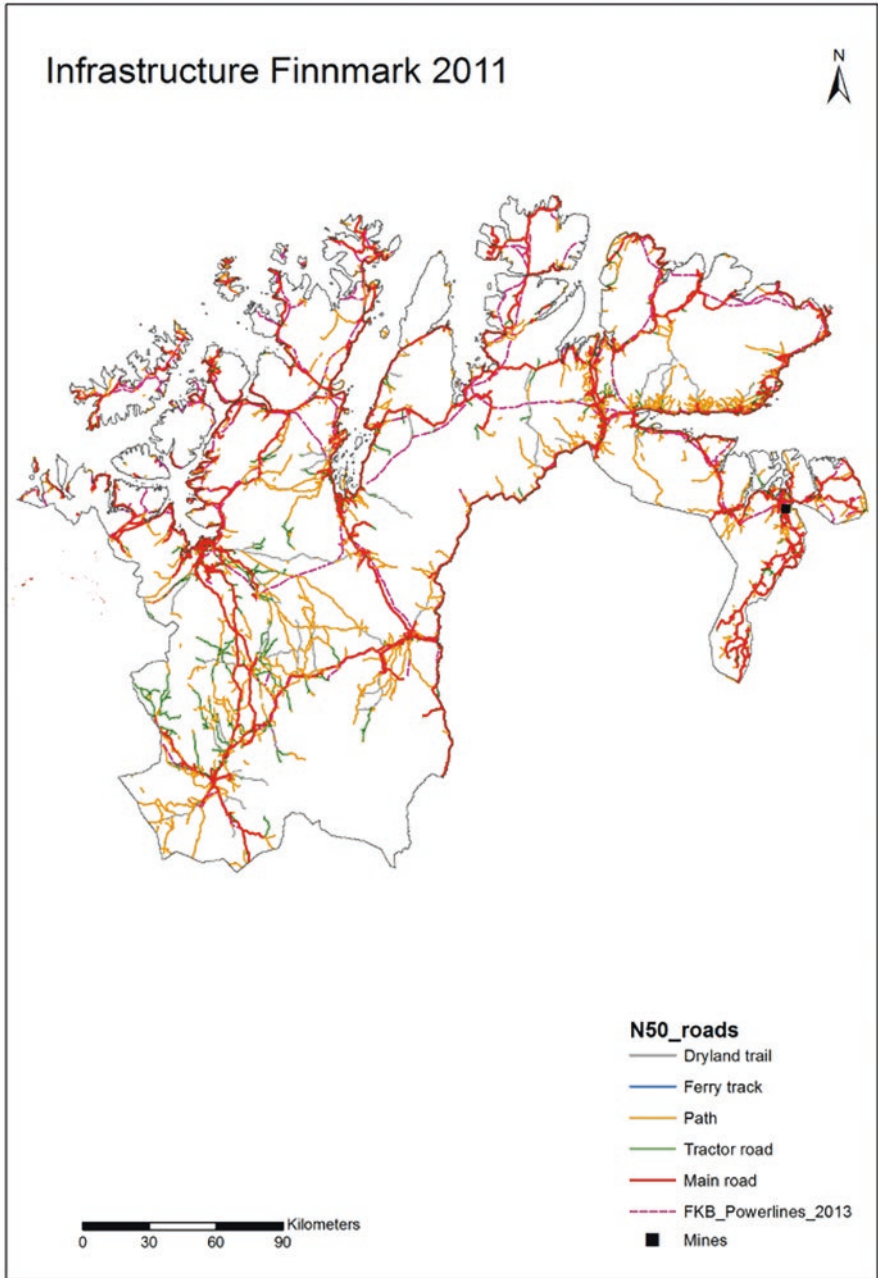 Infrastructure Finnmark 2011
N
N50_roads
Dryland trail
Ferry track
Path
Tractor road
Main road
FKB_Powerlines_2013
Mines
Kilometers
0 30 60 90